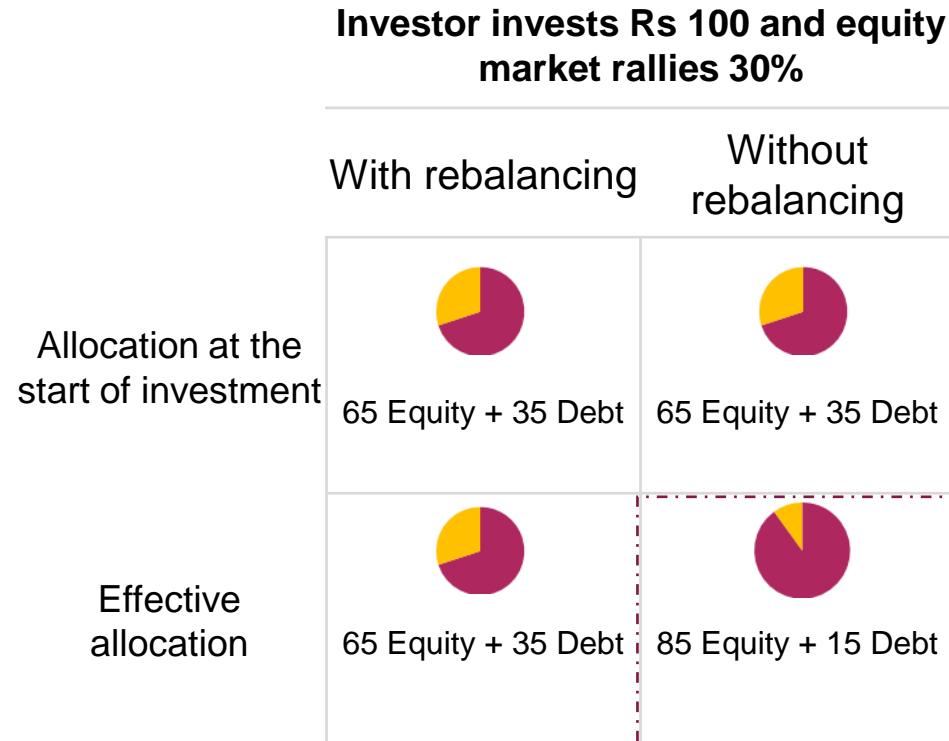 Investor invests Rs 100 and equity
market rallies 30%
With rebalancing
Without
rebalancing
Allocation at the
start of investment
65 Equity + 35 Debt
65 Equity + 35 Debt
Effective
allocation
65 Equity + 35 Debt
85 Equity + 15 Debt